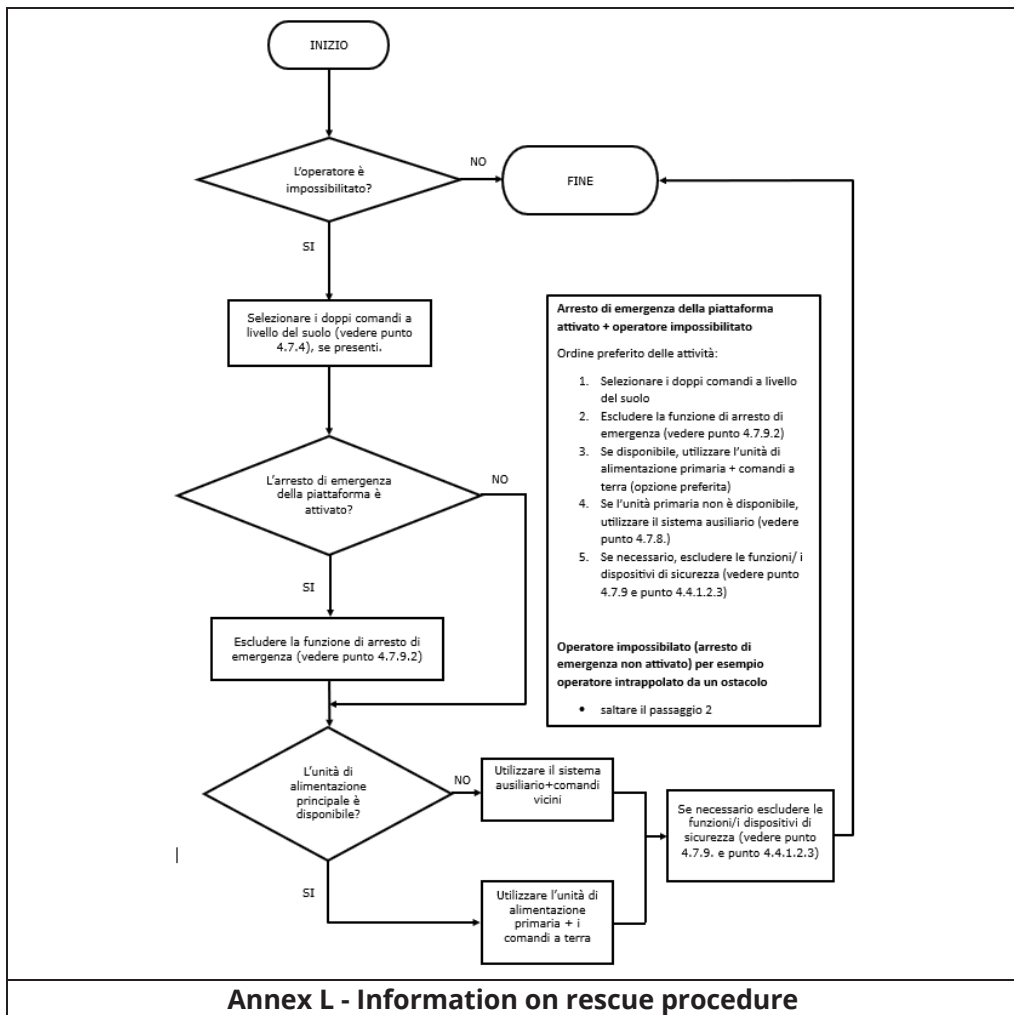 INIZIO
L'operatore è
impossibilitato?
NO
FINE
SI
Selezionare i doppi comandi a
livello del suolo (vedere punto
4.7.4), se presenti.
L'arresto di emergenza
della piattaforma è
attivato?
NO
SI
Escludere la funzione di arresto di
emergenza (vedere punto 4.7.9.2)
Arresto di emergenza della piattaforma
attivato + operatore impossibilitato
Ordine preferito delle attività:
1. Selezionare i doppi comandi a livello
del suolo
2. Escludere la funzione di arresto di
emergenza (vedere punto 4.7.9.2)
3. Se disponibile, utilizzare l'unità di
alimentazione primaria + comandi a
terra (opzione preferita)
4. Se l'unità primaria non è disponibile,
utilizzare il sistema ausiliario (vedere
punto 4.7.8.)
5. Se necessario, escludere le funzioni/ i
dispositivi di sicurezza (vedere punto
4.7.9 e punto 4.4.1.2.3)
Operatore impossibilato (arresto di
emergenza non attivato) per esempio
operatore intrappolato da un ostacolo
• saltare il passaggio 2
L'unità di
alimentazione
principale è
disponibile?
NO
Utilizzare il sistema
ausiliario+comandi
vicini
SI
Utilizzare l'unità di
alimentazione
primaria + i
comandi a terra
Se necessario escludere le
funzioni/i dispositivi di
sicurezza (vedere punto
4.7.9. e punto 4.4.1.2.3)
Annex L - Information on rescue procedure